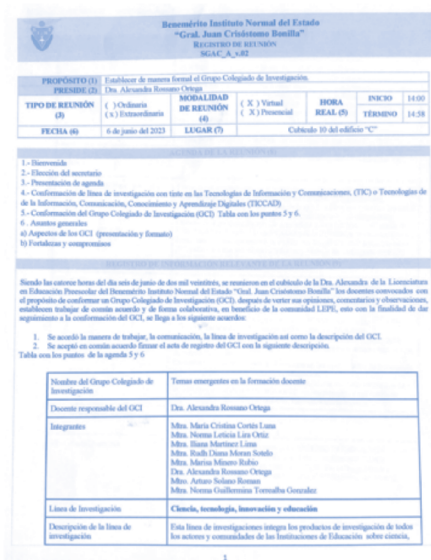 Benemérito Instituto Normal del Estado
“Gral. Juan Crisóstomo Bonilla”
REGISTRO DE REUNIÓN
SGAC_A_v.02
PROPÓSITO (1) Establecer de manera formal el Grupo Colegiado de Investigación.
PRESIDE (2) Dra. Alexandra Rossano Ortega
TIPO DE REUNIÓN (3) ( ) Ordinaria ( x ) Extraordinaria MODALIDAD DE REUNIÓN (4) ( X ) Virtual ( X ) Presencial HORA REAL (5) INICIO 14:00 TÉRMINO 14:58
FECHA (6) 6 de junio del 2023 LUGAR (7) Cubículo 10 del edificio “C”
1.- Bienvenida
2.- Elección del secretario
3.- Presentación de agenda
4.- Conformación de línea de investigación con tinte en las Tecnologías de Información y Comunicaciones, (TIC) o Tecnologías de
la Información, Comunicación, Conocimiento y Aprendizaje Digitales (TICCAD)
5.- Conformación del Grupo Colegiado de Investigación (GCI) Tabla con los puntos 5 y 6.
6 . Asuntos generales
a) Aspectos de los GCI (presentación y formato)
b) Fortalezas y compromisos
Siendo las catorce horas del día seis de junio de dos mil veintitrés, se reunieron en el cubículo de la Dra. Alexandra de la Licenciatura
en Educación Preescolar del Benemérito Instituto Normal del Estado “Gral. Juan Crisóstomo Bonilla” los docentes convocados con
el propósito de conformar un Grupo Colegiado de Investigación (GCI). después de verter sus opiniones, comentarios y observaciones,
establecen trabajar de común acuerdo y de forma colaborativa, en beneficio de la comunidad LEPE, esto con la finalidad de dar
seguimiento a la conformación del GCI, se llega a los siguientes acuerdos:
1. Se acordó la manera de trabajar, la comunicación, la línea de investigación así como la descripción del GCI.
2. Se aceptó en común acuerdo firmar el acta de registro del GCI con la siguiente descripción.
Tabla con los puntos de la agenda 5 y 6
Nombre del Grupo Colegiado de Investigación Temas emergentes en la formación docente
Docente responsable del GCI Dra. Alexandra Rossano Ortega
Integrantes Mtra. María Cristina Cortés Luna
Mtra. Norma Leticia Lira Ortiz
Mtra. Iliana Martínez Lima
Mtra. Rudh Diana Moran Sotelo
Mtra. Marisa Minero Rubio
Dra. Alexandra Rossano Ortega
Mtro. Arturo Solano Roman
Mtra. Norma Guillermina Torrealba Gonzalez
Línea de Investigación Ciencia, tecnología, innovación y educación
Descripción de la línea de investigación Esta línea de investigaciones integra los productos de investigación de todos
los actores y comunidades de las Instituciones de Educación sobre ciencia,
1